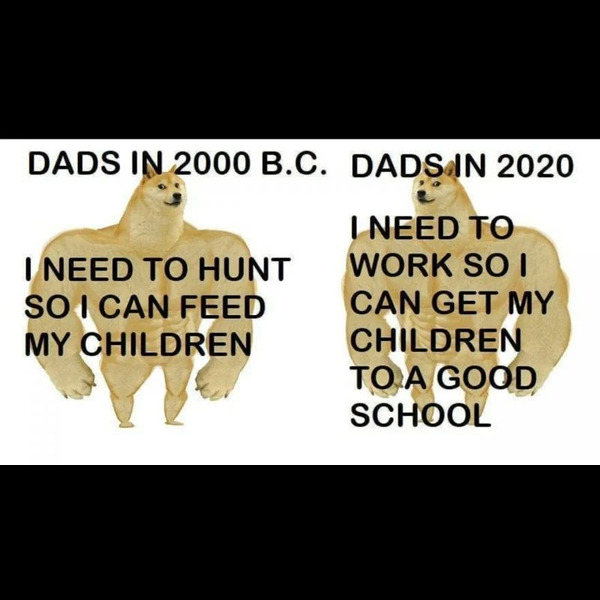 DADS IN 2000 B.C.
I NEED TO HUNT
SO I CAN FEED
MY CHILDREN
DADS IN 2020
I NEED TO
WORK SO I
CAN GET MY
CHILDREN
TO A GOOD
SCHOOL